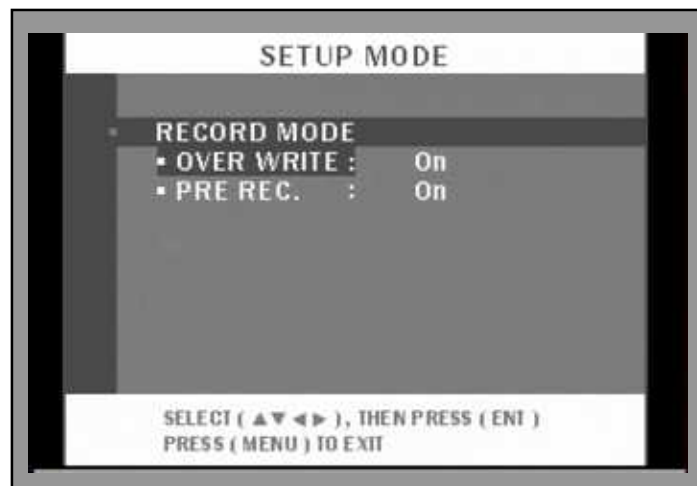 SETUP MODE
RECORD MODE
▪ OVER WRITE : On
▪ PRE REC. : On
SELECT ( ▲▼ ◀ ▶ ), THEN PRESS ( ENT )
PRESS ( MENU ) TO EXIT